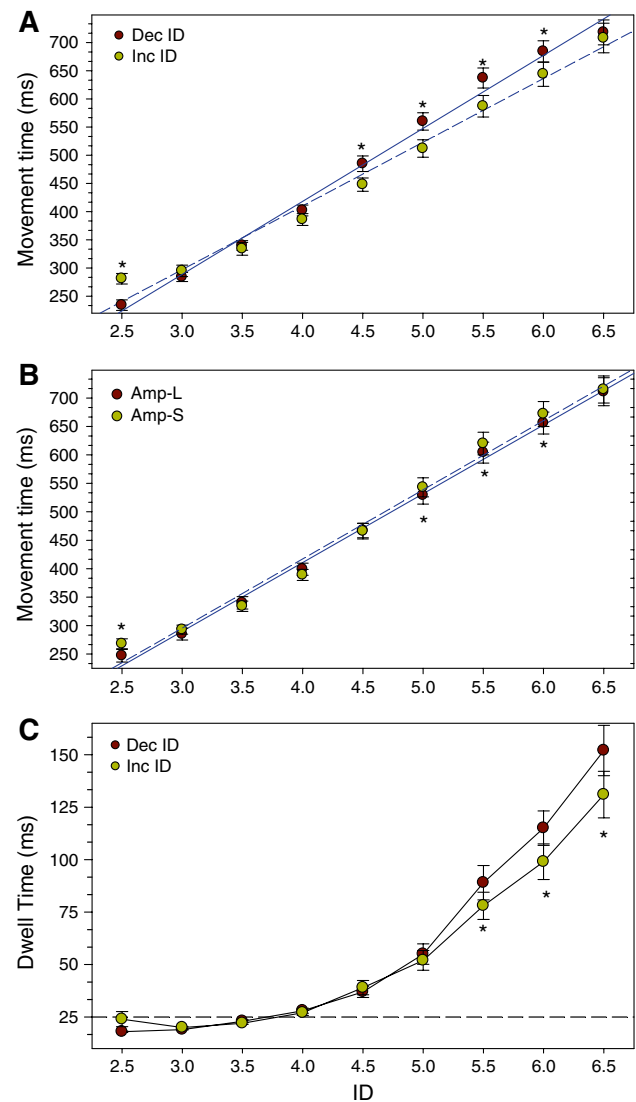 A
Dec ID
Inc ID
Movement time (ms)
700
650
600
550
500
450
400
350
300
250
* * * * * *
2.5 3.0 3.5 4.0 4.5 5.0 5.5 6.0 6.5
B
Amp-L
Amp-S
Movement time (ms)
700
650
600
550
500
450
400
350
300
250
* * * *
2.5 3.0 3.5 4.0 4.5 5.0 5.5 6.0 6.5
C
Dec ID
Inc ID
Dwell Time (ms)
150
125
100
75
50
25
* * *
2.5 3.0 3.5 4.0 4.5 5.0 5.5 6.0 6.5
ID